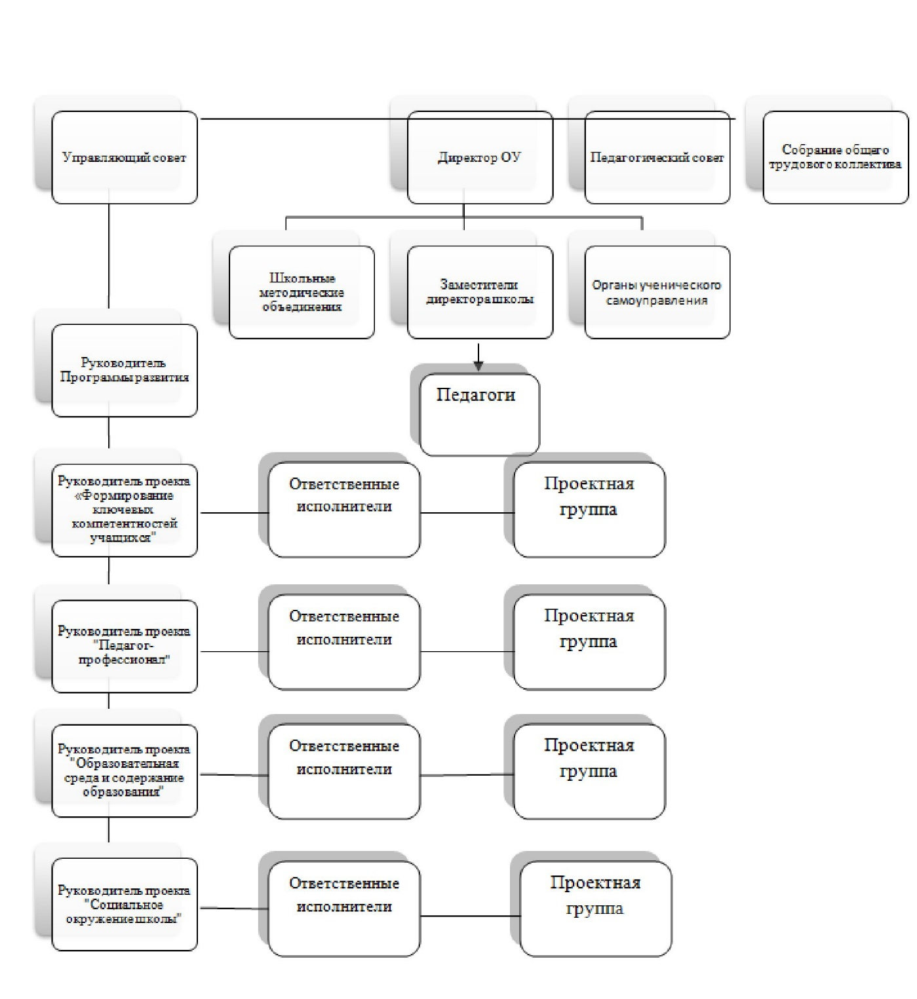 Управляющий совет
Директор ОУ
Педагогический совет
Собрание общего
трудового коллектива
Школьные
методические
объединения
Заместители
директора школы
Органы ученического
самоуправления
Руководитель
Программы развития
Педагоги
Руководитель проекта
«Формирование
ключевых
компетентностей
учащихся"
Ответственные
исполнители
Проектная
группа
Руководитель проекта
"Педагог-
профессионал"
Ответственные
исполнители
Проектная
группа
Руководитель проекта
"Образовательная
среда и содержание
образования"
Ответственные
исполнители
Проектная
группа
Руководитель проекта
"Социальное
окружение школы"
Ответственные
исполнители
Проектная
группа